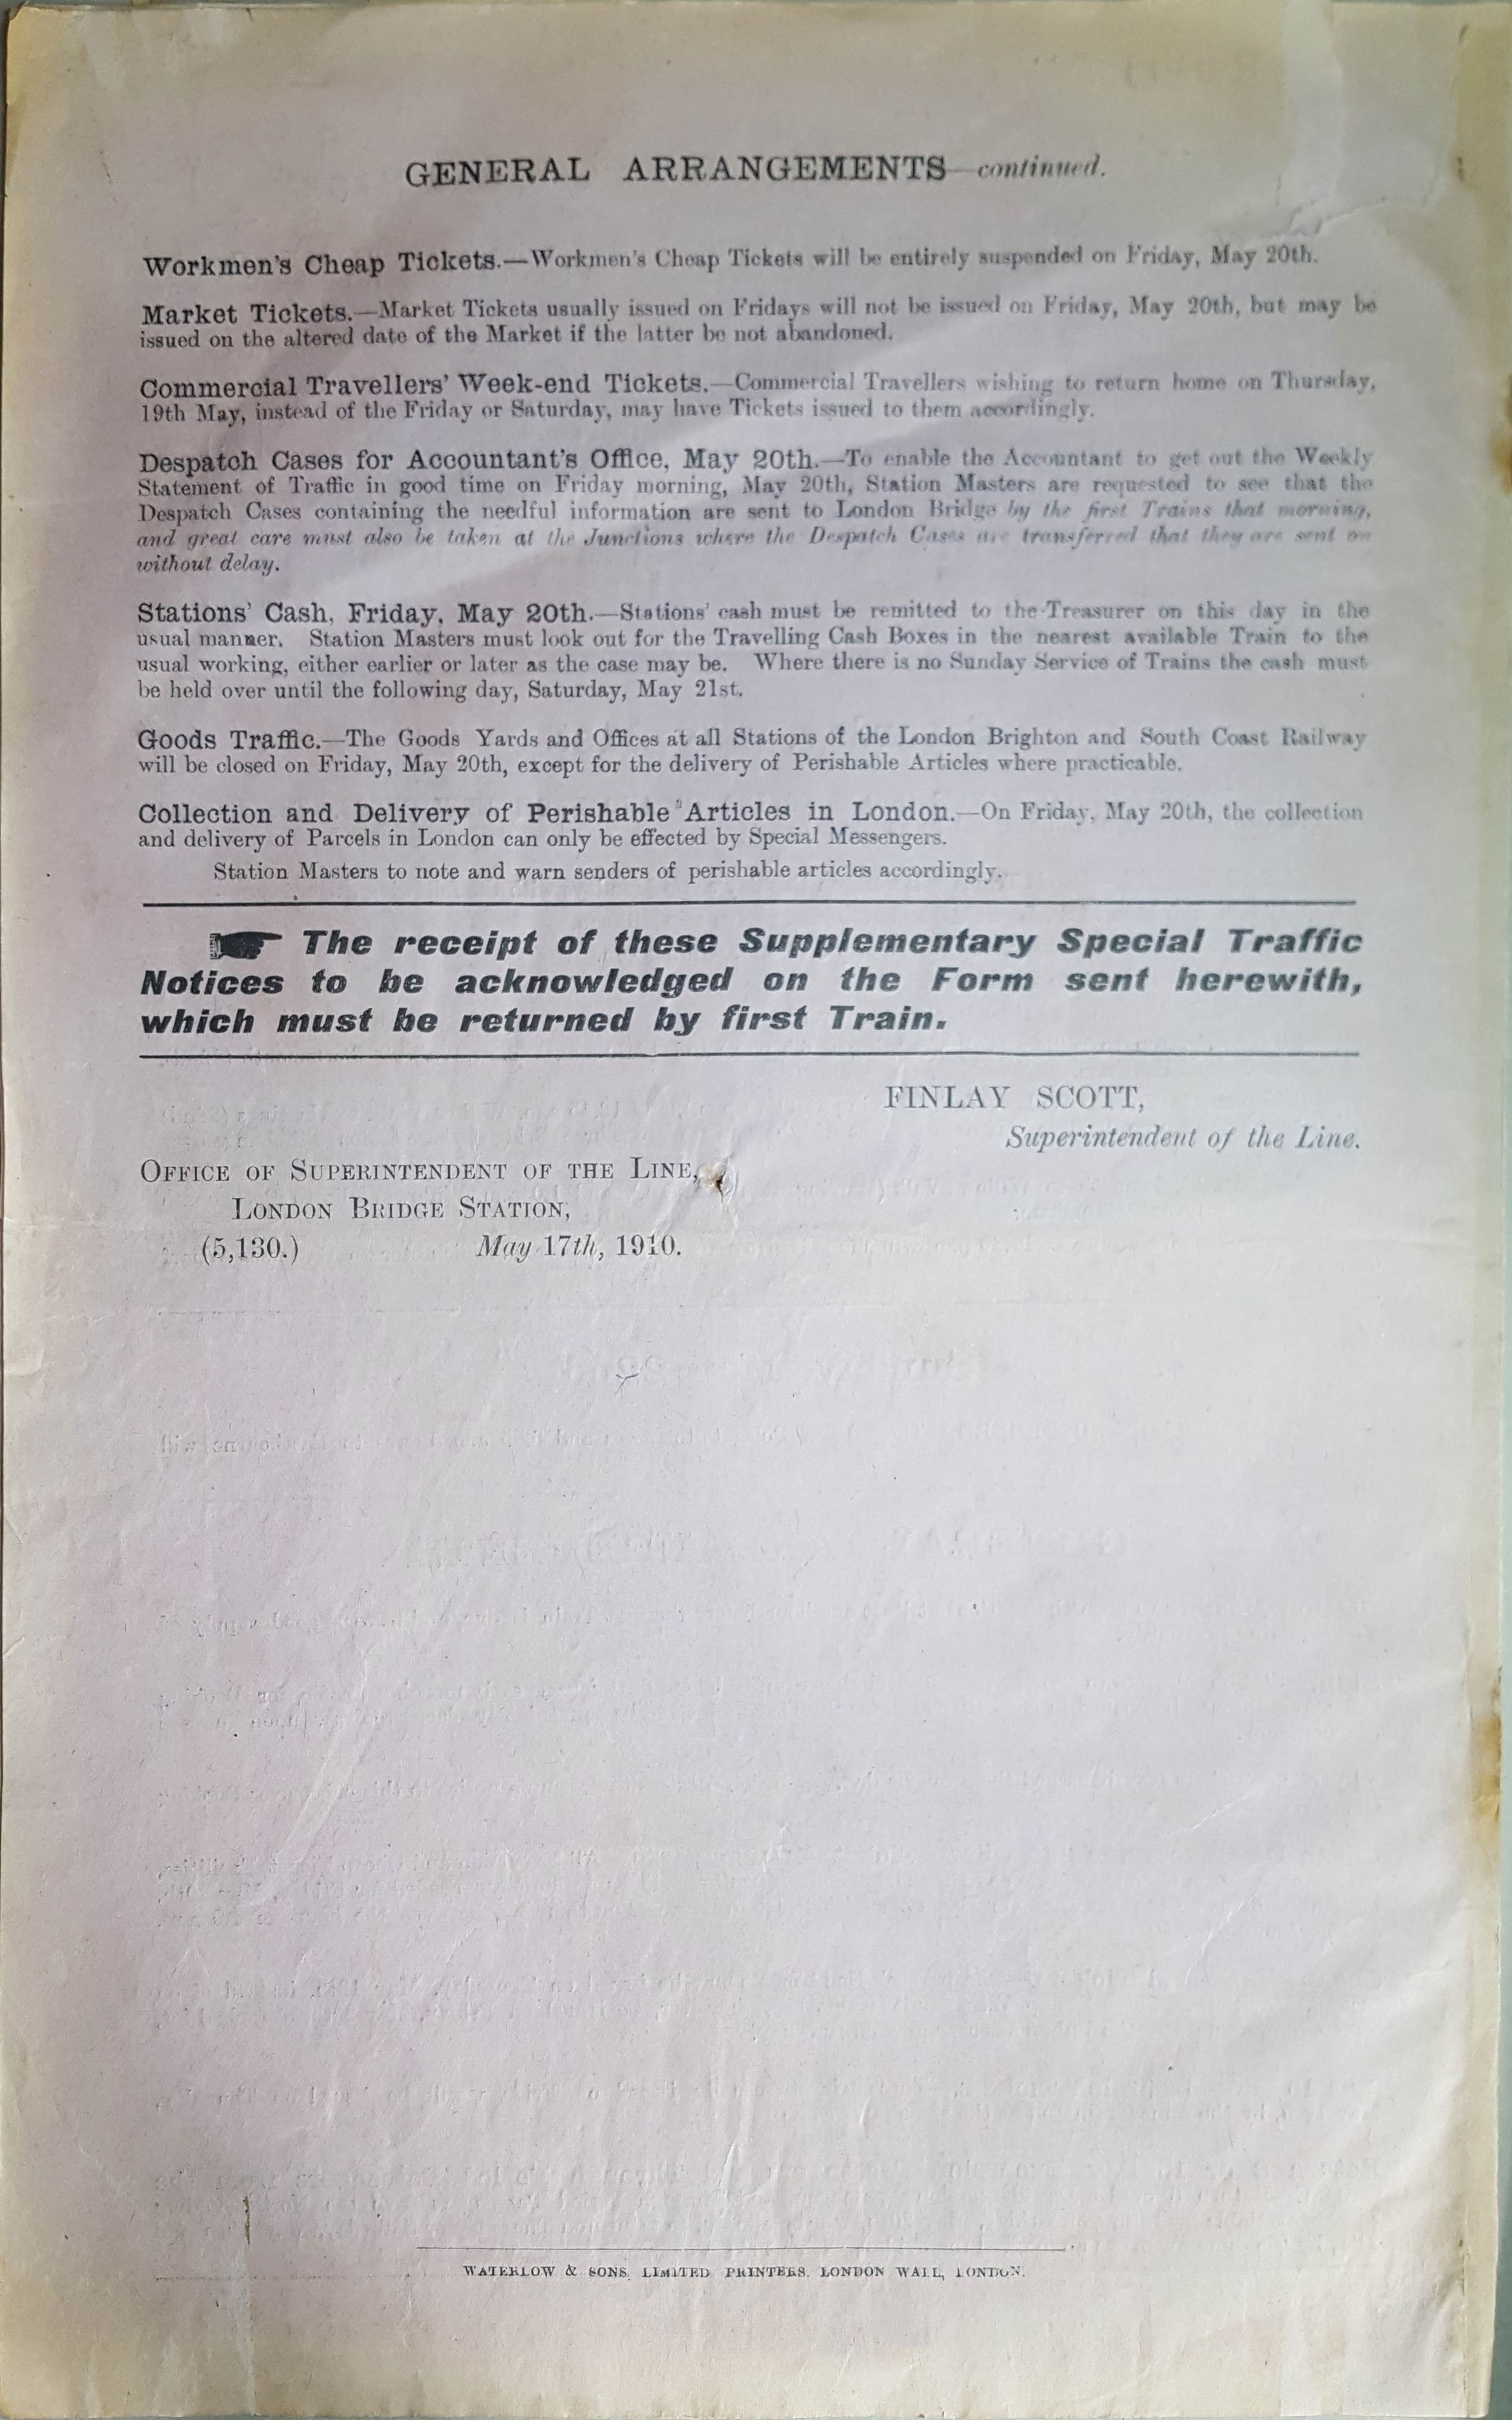 GENERAL ARRANGEMENTS—continued.
Workmen's Cheap Tickets.—Workmen's Cheap Tickets will be entirely suspended on Friday, May 20th.
Market Tickets.—Market Tickets usually issued on Fridays will not be issued on Friday, May 20th, but may be
issued on the altered date of the Market if the latter be not abandoned.
Commercial Travellers' Week-end Tickets.—Commercial Travellers wishing to return home on Thursday,
19th May, instead of the Friday or Saturday, may have Tickets issued to them accordingly.
Despatch Cases for Accountant's Office, May 20th.—To enable the Accountant to get out the Weekly
Statement of Traffic in good time on Friday morning, May 20th, Station Masters are requested to see that the
Despatch Cases containing the needful information are sent to London Bridge by the first Trains that morning,
and great care must also be taken at the Junctions where the Despatch Cases are transferred that they are sent on
without delay.
Stations' Cash, Friday, May 20th.—Stations' cash must be remitted to the Treasurer on this day in the
usual manner. Station Masters must look out for the Travelling Cash Boxes in the nearest available Train to the
usual working, either earlier or later as the case may be. Where there is no Sunday Service of Trains the cash must
be held over until the following day, Saturday, May 21st.
Goods Traffic.—The Goods Yards and Offices at all Stations of the London Brighton and South Coast Railway
will be closed on Friday, May 20th, except for the delivery of Perishable Articles where practicable.
Collection and Delivery of Perishable Articles in London.—On Friday, May 20th, the collection
and delivery of Parcels in London can only be effected by Special Messengers.
Station Masters to note and warn senders of perishable articles accordingly.
☛ The receipt of these Supplementary Special Traffic
Notices to be acknowledged on the Form sent herewith,
which must be returned by first Train.
FINLAY SCOTT,
Superintendent of the Line.
OFFICE OF SUPERINTENDENT OF THE LINE,
LONDON BRIDGE STATION,
(5,130.) May 17th, 1910.
WATERLOW & SONS, LIMITED, PRINTERS, LONDON WALL, LONDON.